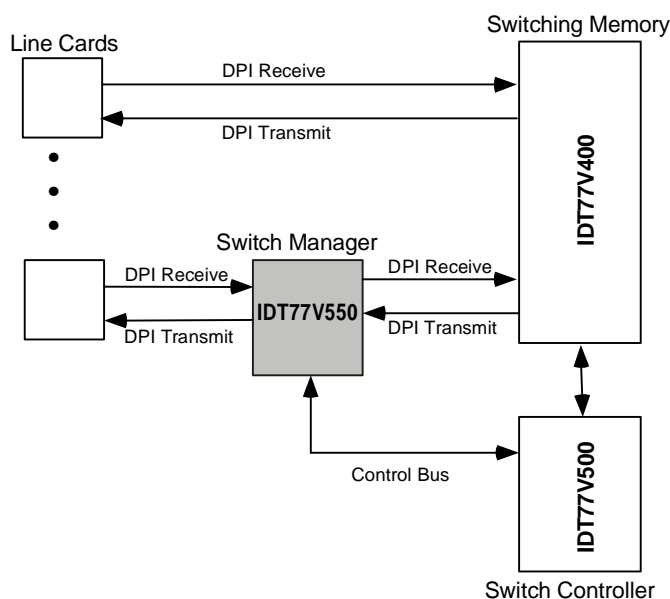 Line Cards
Switching Memory
DPI Receive
DPI Transmit
IDT77V400
Switch Manager
DPI Receive
DPI Receive
IDT77V550
DPI Transmit
DPI Transmit
Control Bus
IDT77V500
Switch Controller